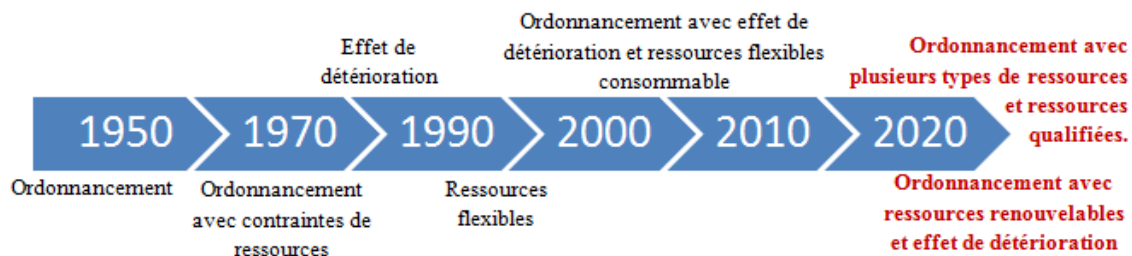 Ordonnancement avec effet de
détérioration et ressources flexibles
consommable
Effet de
détérioration
Ordonnancement avec
plusieurs types de ressources
et ressources
qualifiées.
1950
1970
1990
2000
2010
2020
Ordonnancement
Ordonnancement
avec contraintes de
ressources
Ressources
flexibles
Ordonnancement avec
ressources renouvelables
et effet de détérioration